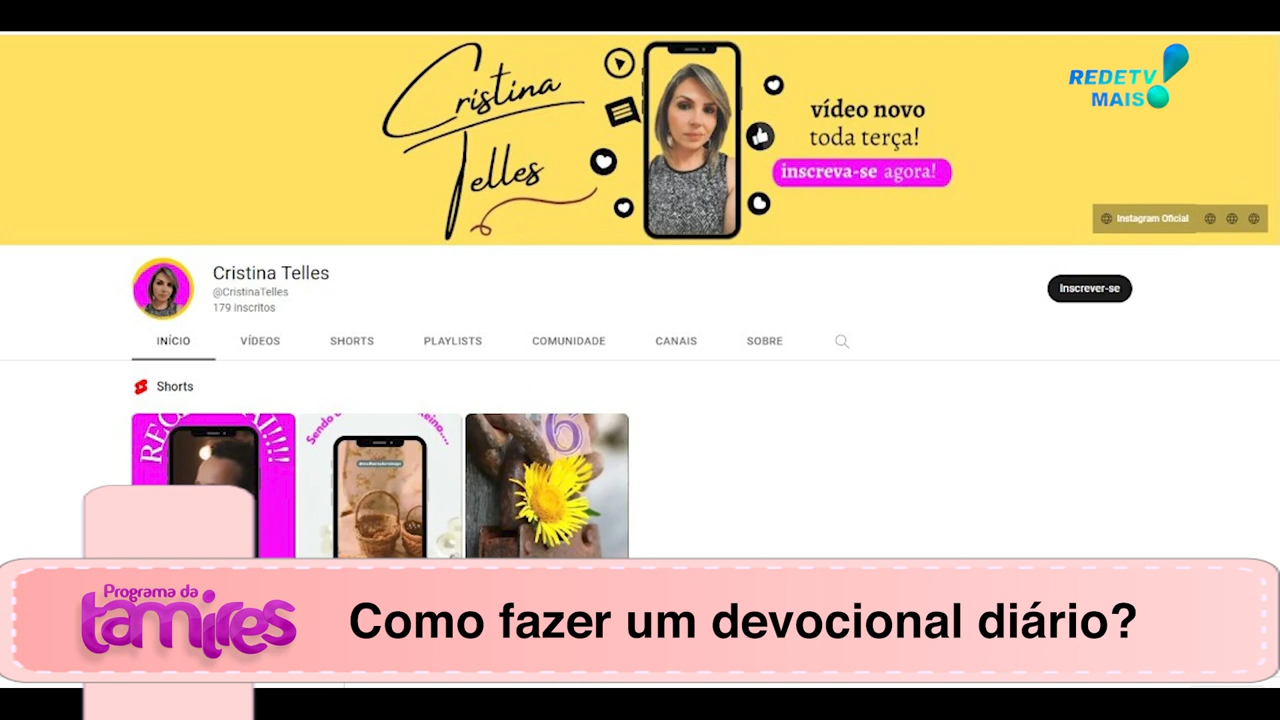 Cristina
Telles
vídeo novo
toda terça!
inscreva-se agora!
REDETV
MAIS
Instagram Oficial
Cristina Telles
@CristinaTelles
179 inscritos
Inscrever-se
INÍCIO VÍDEOS SHORTS PLAYLISTS COMUNIDADE CANAIS SOBRE
Shorts
Sendo
6
Programa da
tamires
Como fazer um devocional diário?